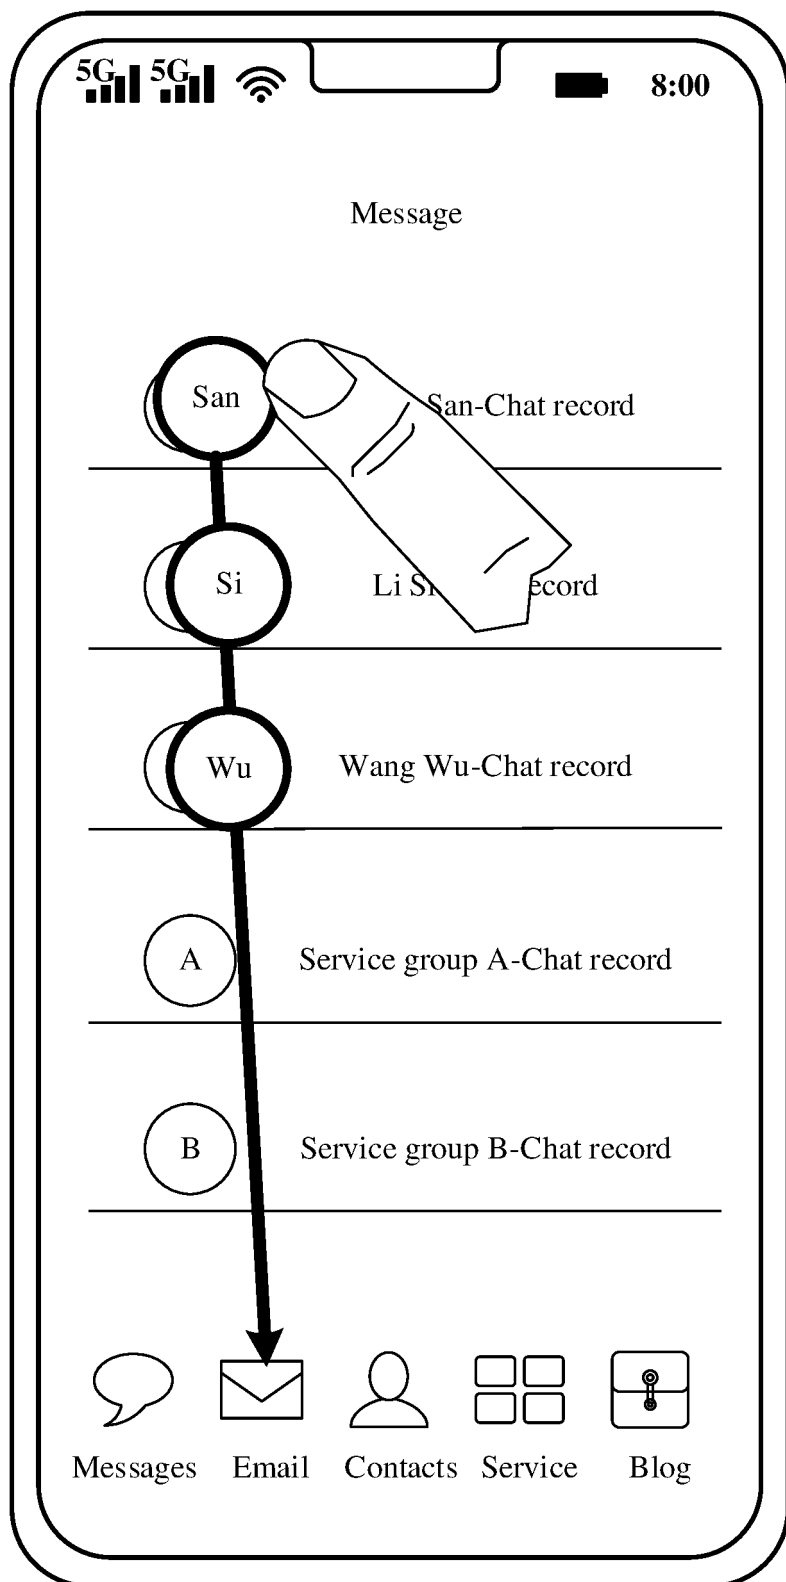 5G 5G 8:00
Message
San San-Chat record
Si Li Si record
Wu Wang Wu-Chat record
A Service group A-Chat record
B Service group B-Chat record
Messages Email Contacts Service Blog